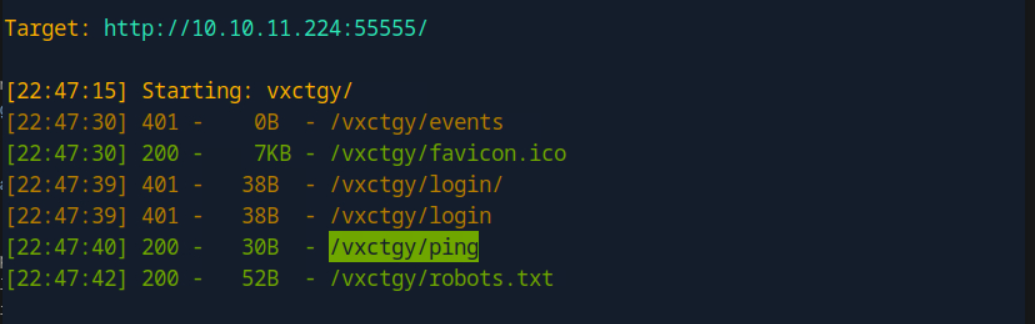 Target: http://10.10.11.224:55555/
[22:47:15] Starting: vxctgy/
[22:47:30] 401 -    0B  - /vxctgy/events
[22:47:30] 200 -    7KB - /vxctgy/favicon.ico
[22:47:39] 401 -   38B  - /vxctgy/login/
[22:47:39] 401 -   38B  - /vxctgy/login
[22:47:40] 200 -   30B  - /vxctgy/ping
[22:47:42] 200 -   52B  - /vxctgy/robots.txt